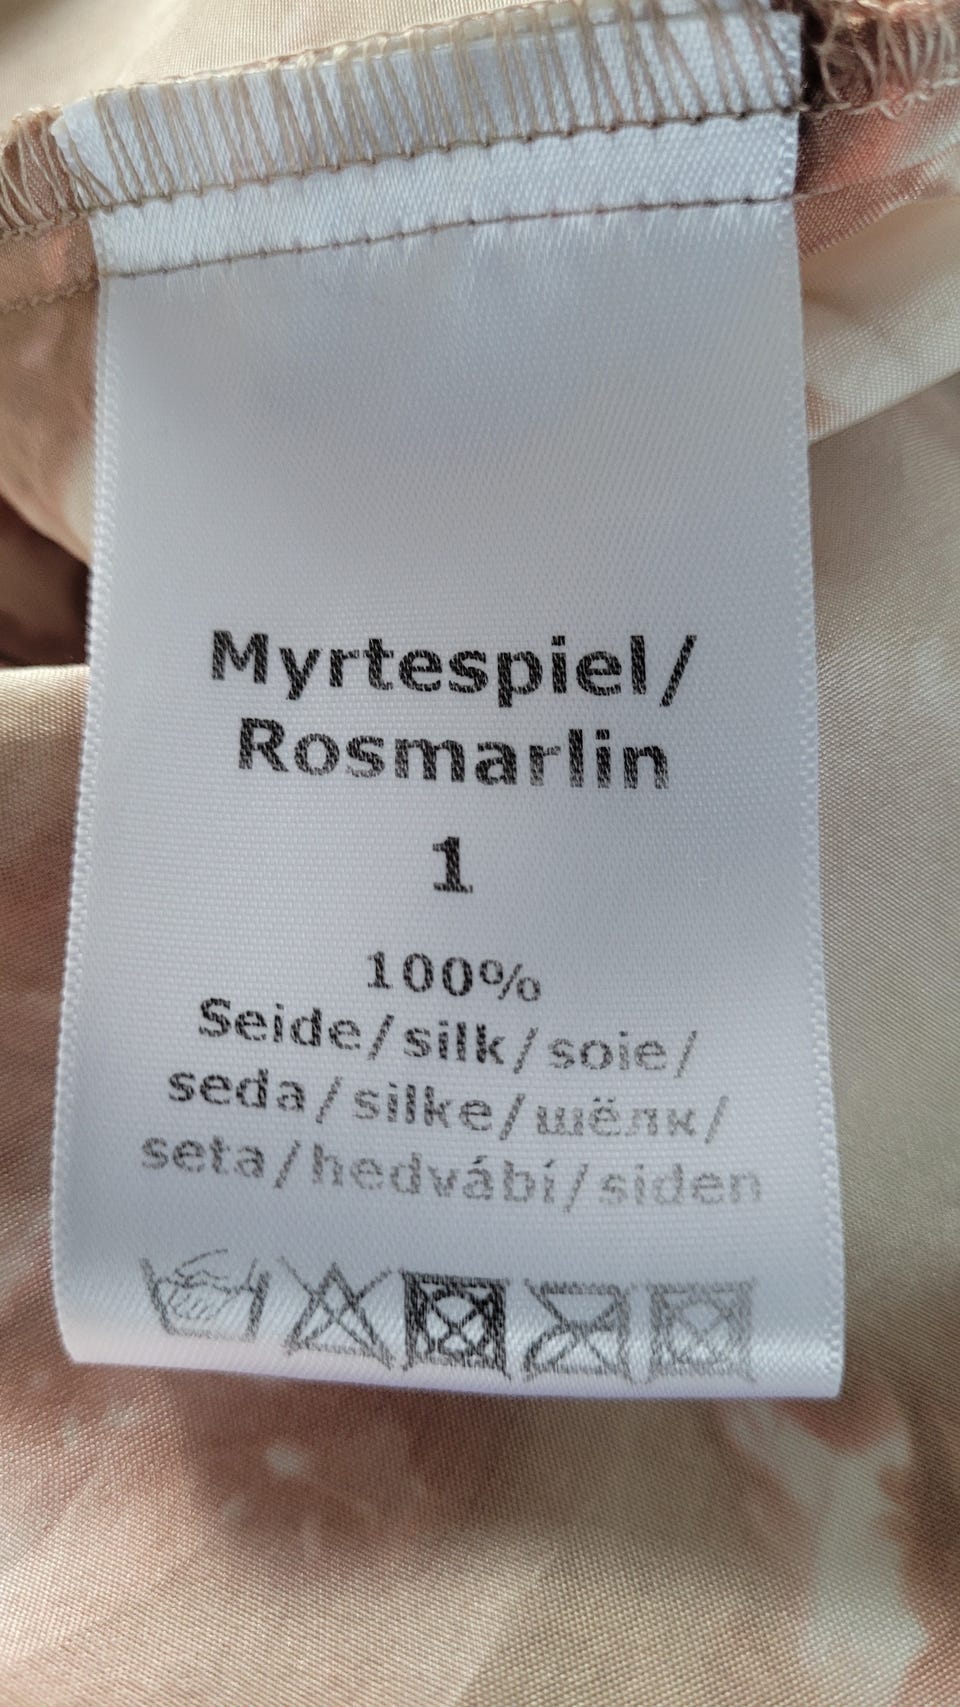 Myrtespiel/
Rosmarlin
1
100%
Seide/silk/soie/
seda/silke/шёлк/
seta/hedvábí/siden